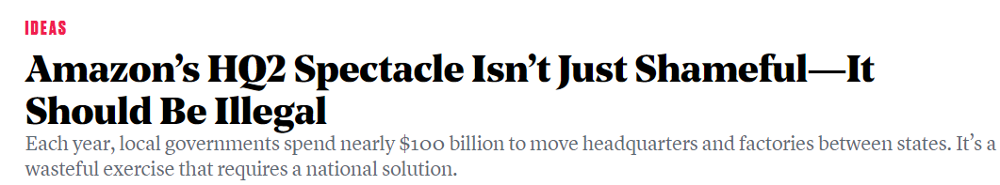 IDEAS
Amazon’s HQ2 Spectacle Isn’t Just Shameful—It
Should Be Illegal
Each year, local governments spend nearly $100 billion to move headquarters and factories between states. It’s a
wasteful exercise that requires a national solution.